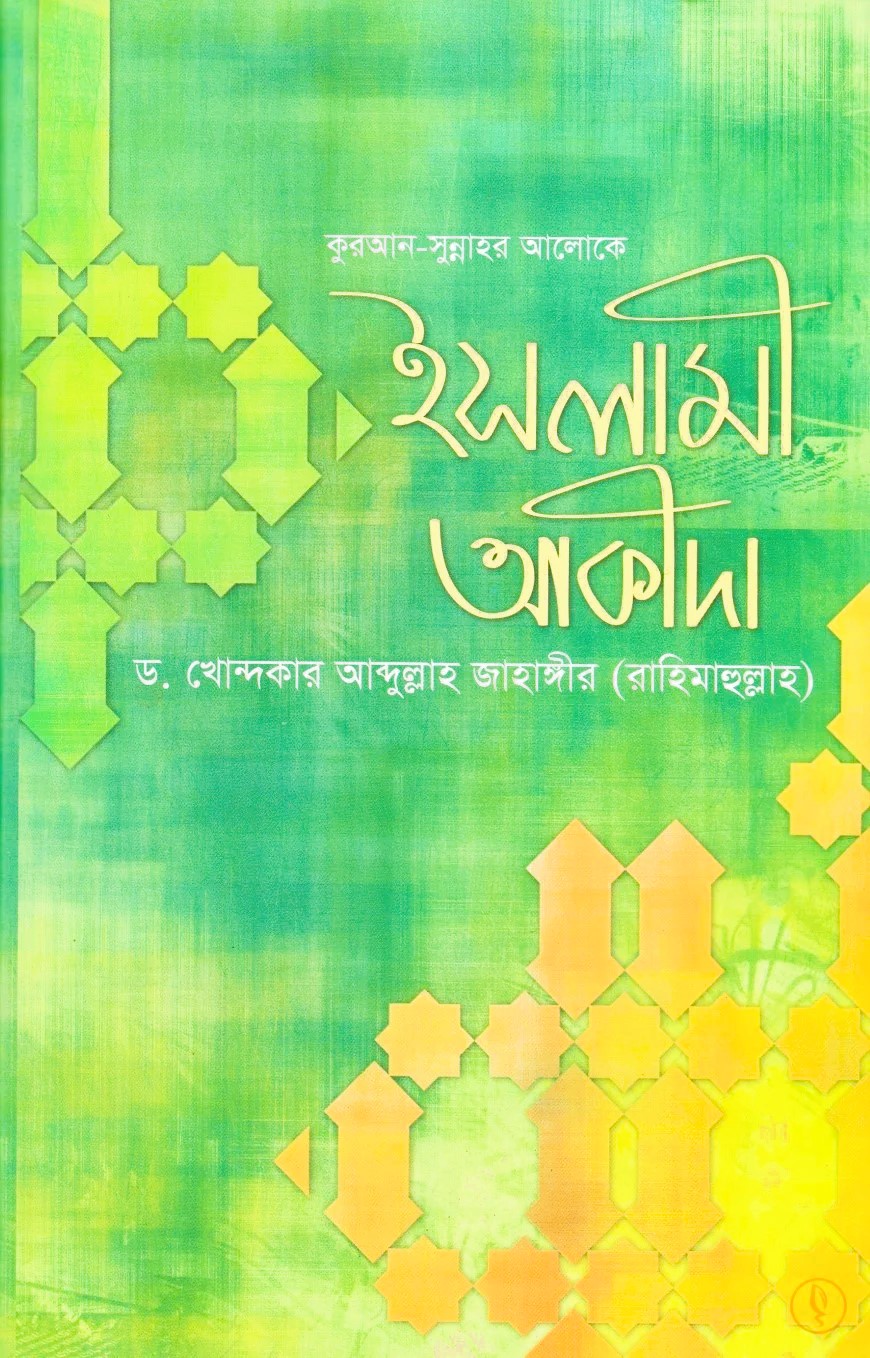 কুরআন-সুন্নাহর আলোকে
ইসলামী
আকীদা
ড. খোন্দকার আব্দুল্লাহ জাহাঙ্গীর (রাহিমাহুল্লাহ)